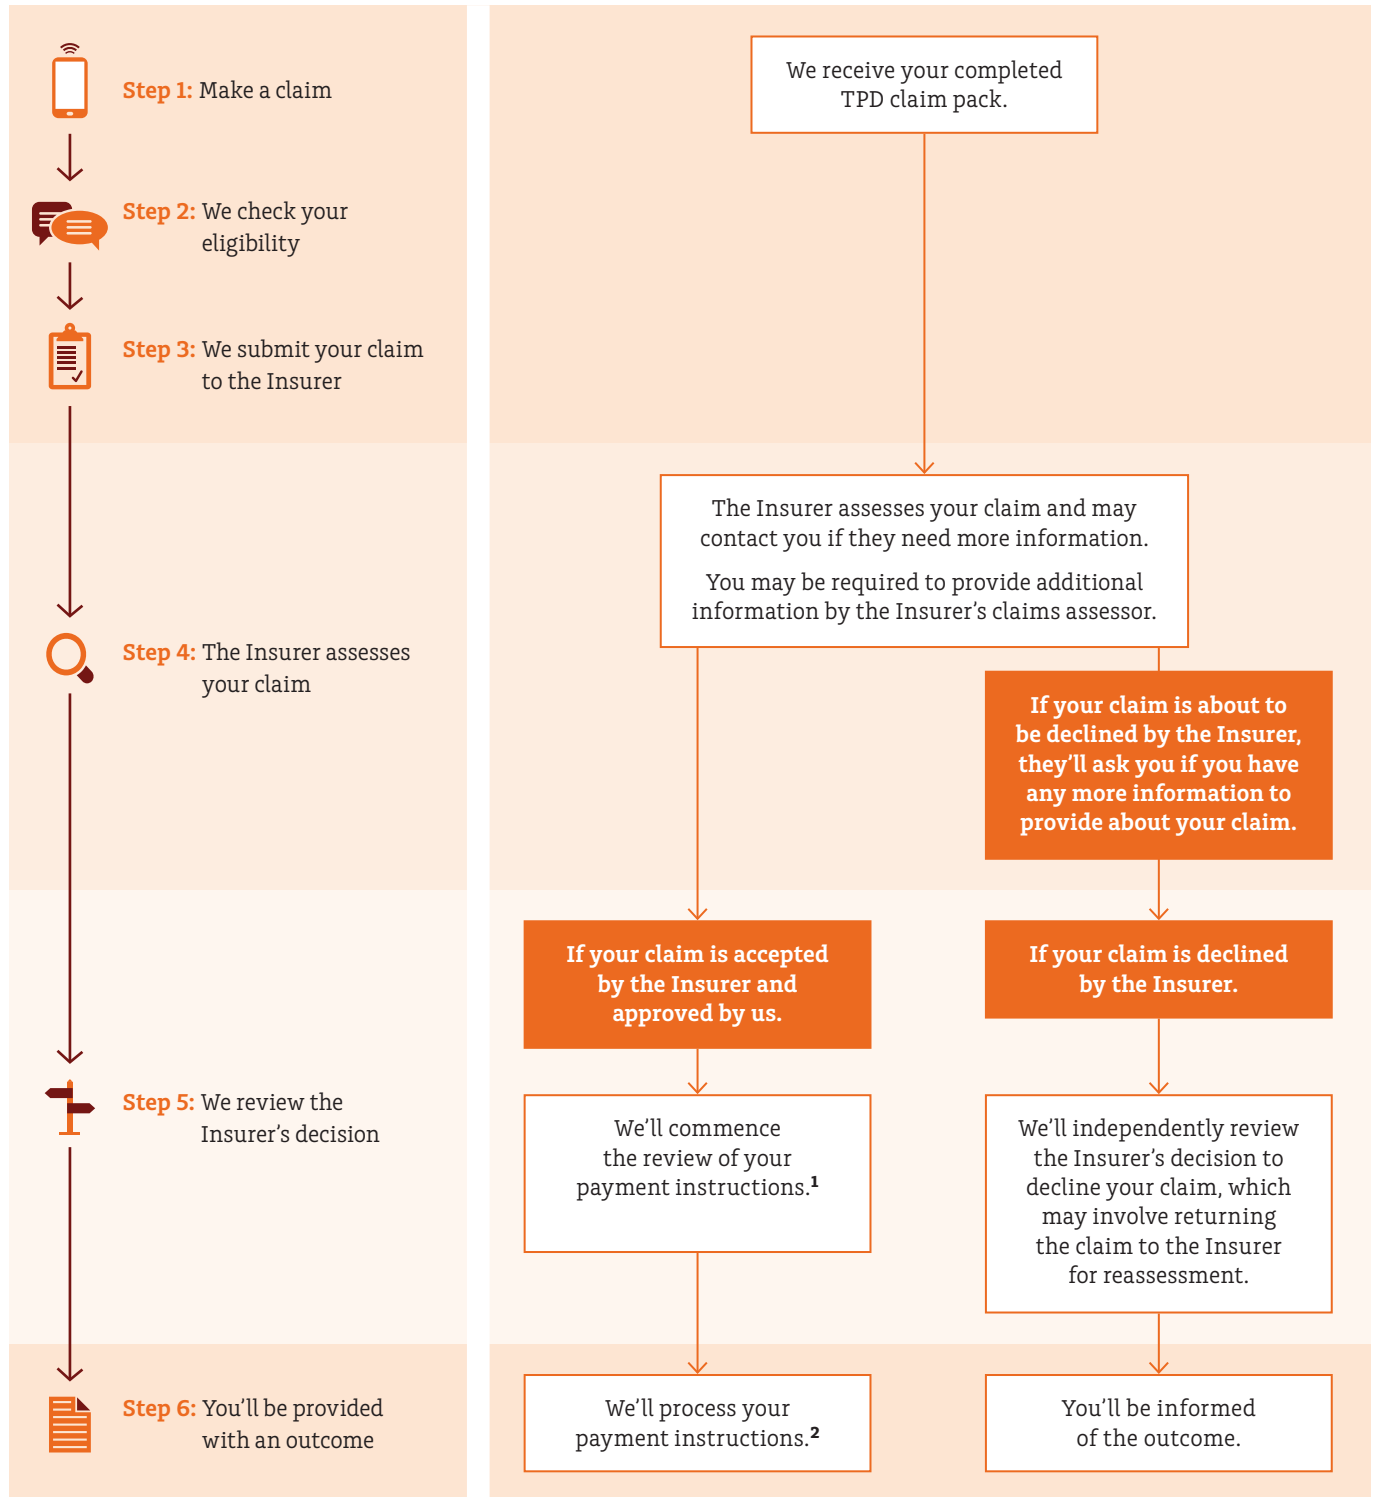 Step 1: Make a claim
Step 2: We check your
eligibility
Step 3: We submit your claim
to the Insurer
Step 4: The Insurer assesses
your claim
Step 5: We review the
Insurer’s decision
Step 6: You’ll be provided
with an outcome
We receive your completed
TPD claim pack.
The Insurer assesses your claim and may
contact you if they need more information.
You may be required to provide additional
information by the Insurer’s claims assessor.
If your claim is about to
be declined by the Insurer,
they’ll ask you if you have
any more information to
provide about your claim.
If your claim is accepted
by the Insurer and
approved by us.
We’ll commence
the review of your
payment instructions.¹
We’ll process your
payment instructions.²
If your claim is declined
by the Insurer.
We’ll independently review
the Insurer’s decision to
decline your claim, which
may involve returning
the claim to the Insurer
for reassessment.
You’ll be informed
of the outcome.